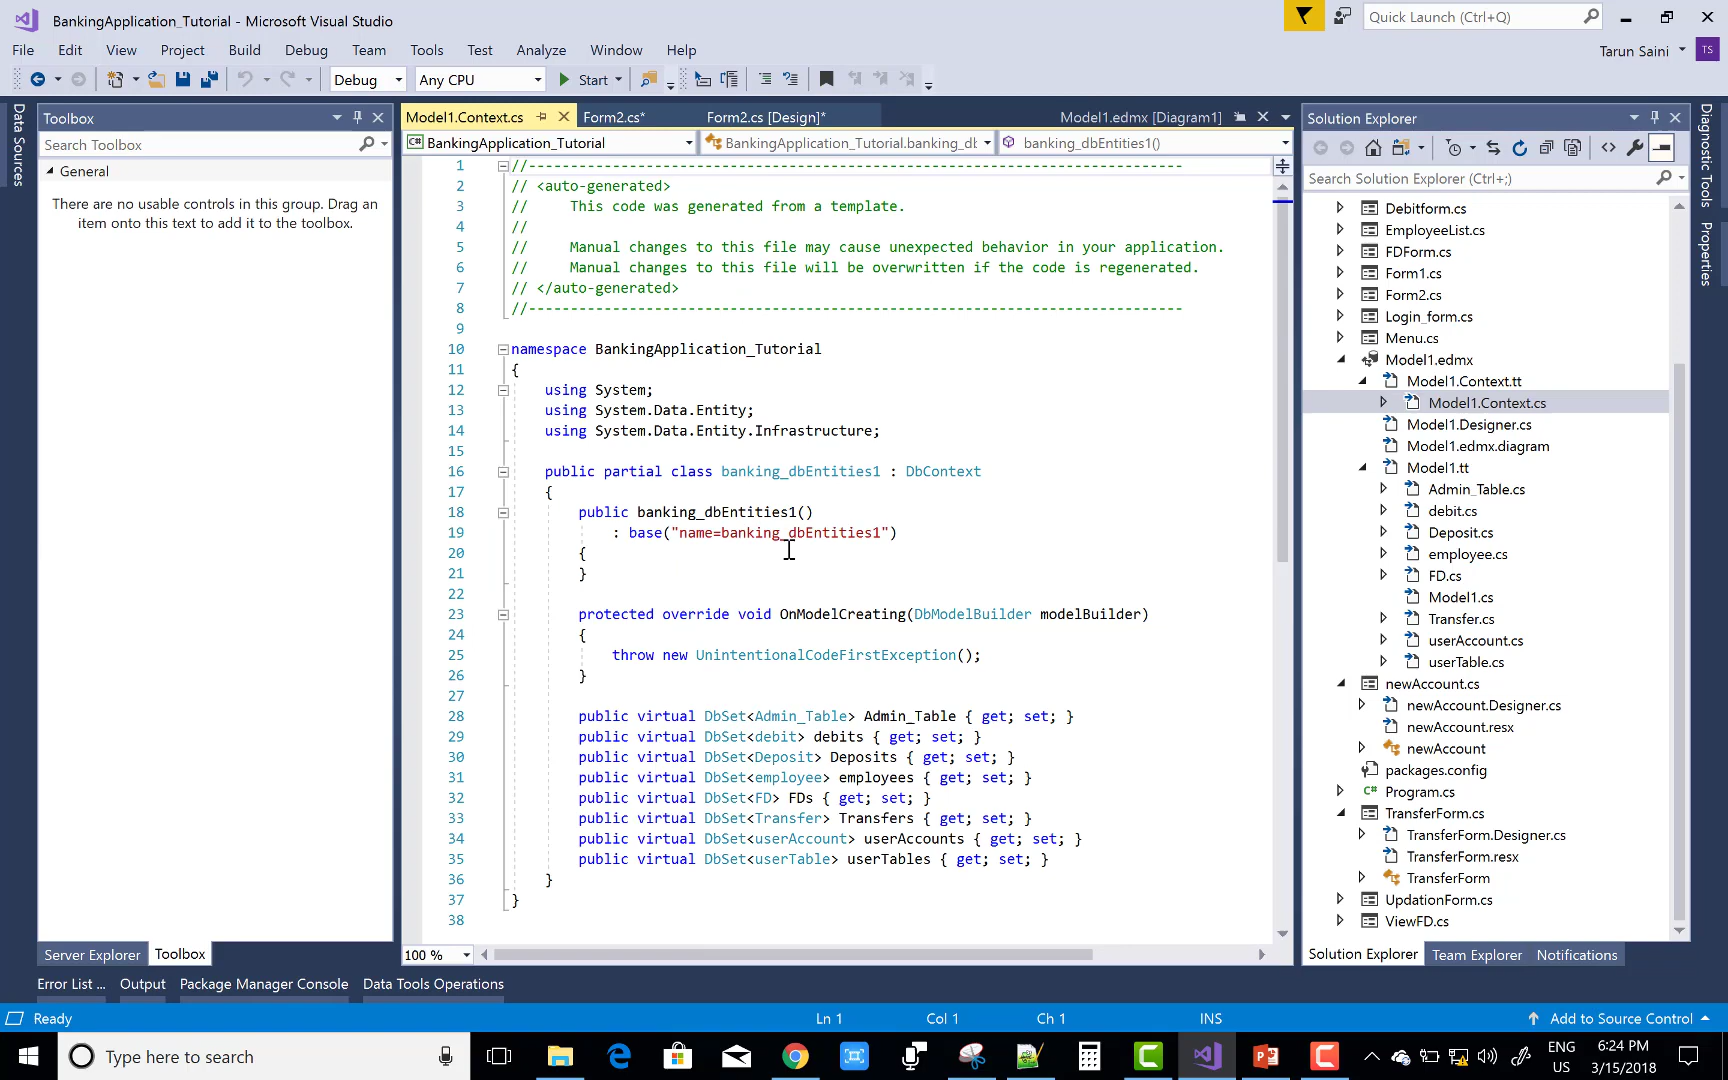 BankingApplication_Tutorial - Microsoft Visual Studio
Quick Launch (Ctrl+Q)
File Edit View Project Build Debug Team Tools Test Analyze Window Help
Tarun Saini TS
Debug Any CPU Start
Data Sources
Toolbox
Search Toolbox
General
There are no usable controls in this group. Drag an
item onto this text to add it to the toolbox.
Server Explorer Toolbox
Model1.Context.cs Form2.cs* Form2.cs [Design]* Model1.edmx [Diagram1]
BankingApplication_Tutorial BankingApplication_Tutorial.banking_db banking_dbEntities1()
1 //------------------------------------------------------------------------------
2 // <auto-generated>
3 // This code was generated from a template.
4 //
5 // Manual changes to this file may cause unexpected behavior in your application.
6 // Manual changes to this file will be overwritten if the code is regenerated.
7 // </auto-generated>
8 //------------------------------------------------------------------------------
9
10 namespace BankingApplication_Tutorial
11 {
12 using System;
13 using System.Data.Entity;
14 using System.Data.Entity.Infrastructure;
15
16 public partial class banking_dbEntities1 : DbContext
17 {
18 public banking_dbEntities1()
19 : base("name=banking_dbEntities1")
20 {
21 }
22
23 protected override void OnModelCreating(DbModelBuilder modelBuilder)
24 {
25 throw new UnintentionalCodeFirstException();
26 }
27
28 public virtual DbSet<Admin_Table> Admin_Table { get; set; }
29 public virtual DbSet<debit> debits { get; set; }
30 public virtual DbSet<Deposit> Deposits { get; set; }
31 public virtual DbSet<employee> employees { get; set; }
32 public virtual DbSet<FD> FDs { get; set; }
33 public virtual DbSet<Transfer> Transfers { get; set; }
34 public virtual DbSet<userAccount> userAccounts { get; set; }
35 public virtual DbSet<userTable> userTables { get; set; }
36 }
37 }
38
100 %
Solution Explorer
Search Solution Explorer (Ctrl+;)
Debitform.cs
EmployeeList.cs
FDForm.cs
Form1.cs
Form2.cs
Login_form.cs
Menu.cs
Model1.edmx
Model1.Context.tt
Model1.Context.cs
Model1.Designer.cs
Model1.edmx.diagram
Model1.tt
Admin_Table.cs
debit.cs
Deposit.cs
employee.cs
FD.cs
Model1.cs
Transfer.cs
userAccount.cs
userTable.cs
newAccount.cs
newAccount.Designer.cs
newAccount.resx
newAccount
packages.config
C# Program.cs
TransferForm.cs
TransferForm.Designer.cs
TransferForm.resx
TransferForm
UpdationForm.cs
ViewFD.cs
Solution Explorer Team Explorer Notifications
Diagnostic Tools
Properties
Error List ... Output Package Manager Console Data Tools Operations
Ready Ln 1 Col 1 Ch 1 INS Add to Source Control
Type here to search
ENG
US
6:24 PM
3/15/2018